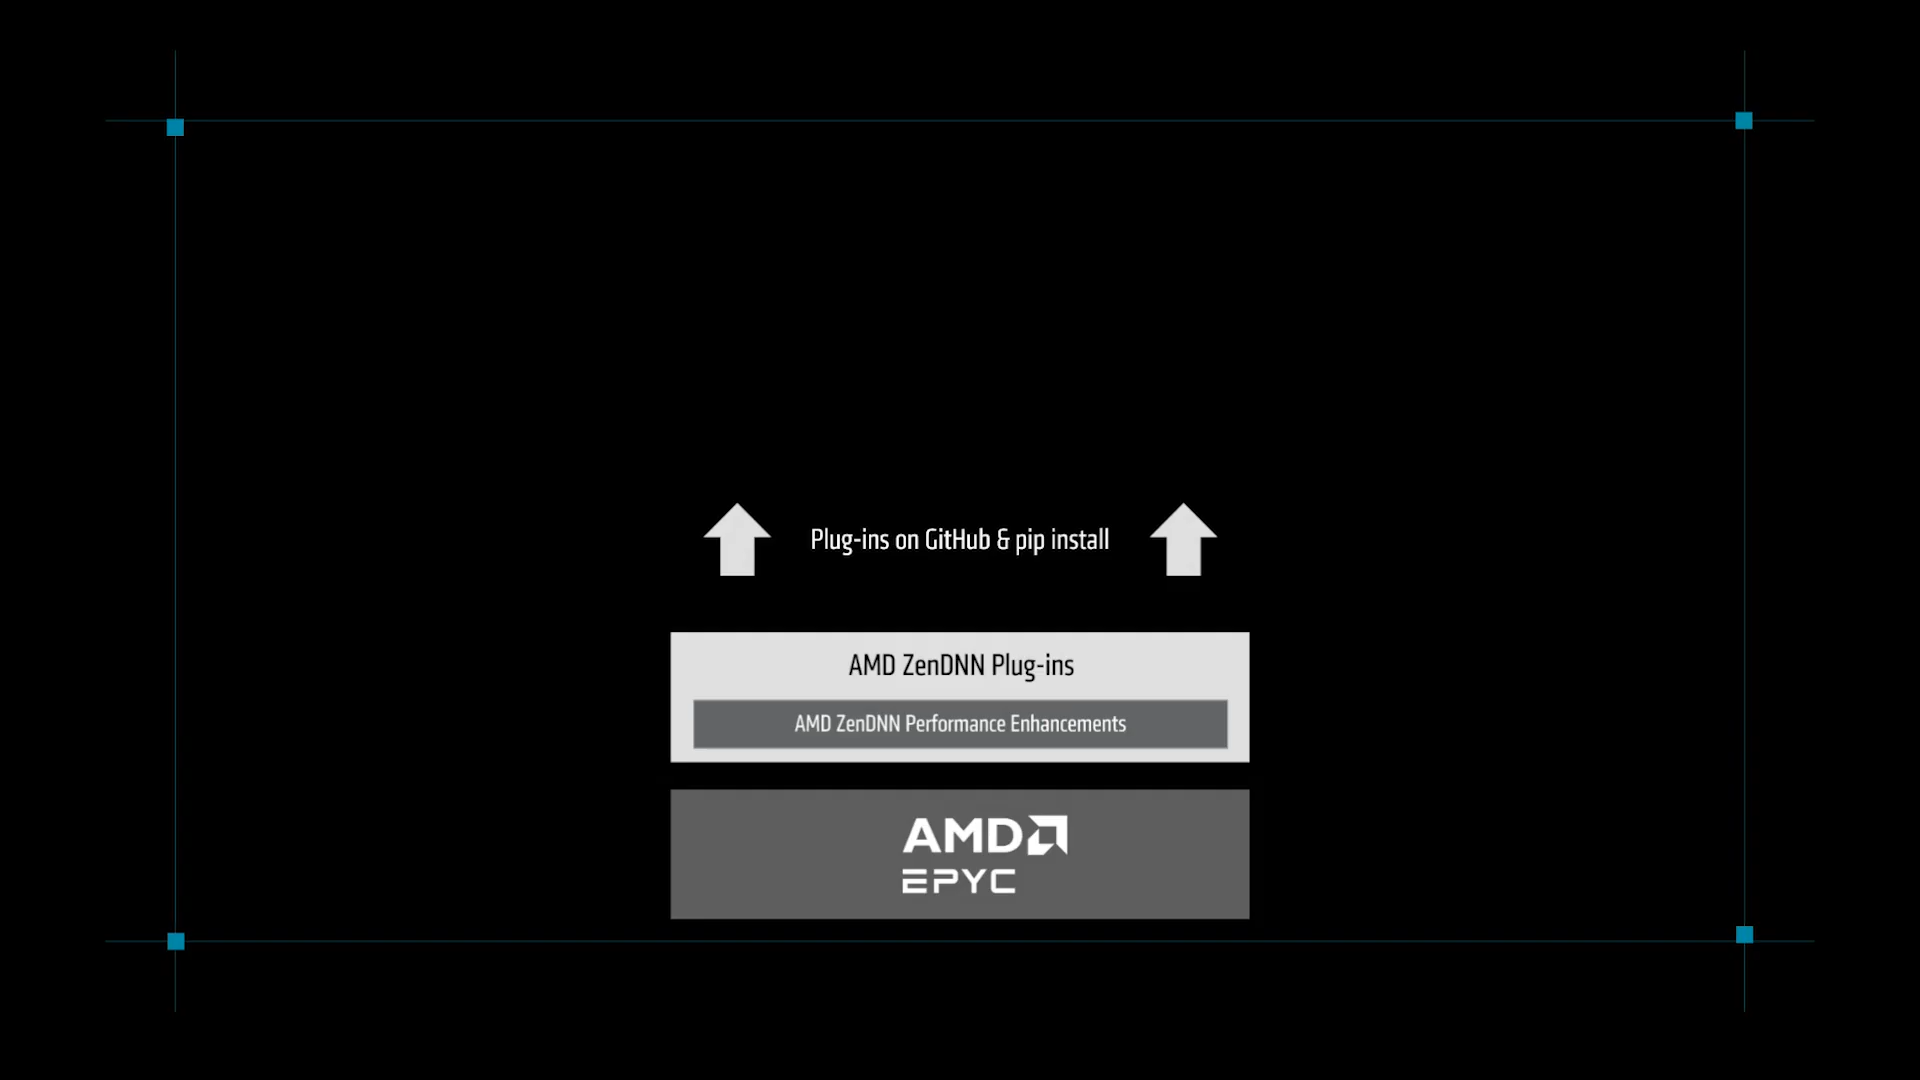 Plug-ins on GitHub & pip install
AMD ZenDNN Plug-ins
AMD ZenDNN Performance Enhancements
AMD
EPYC